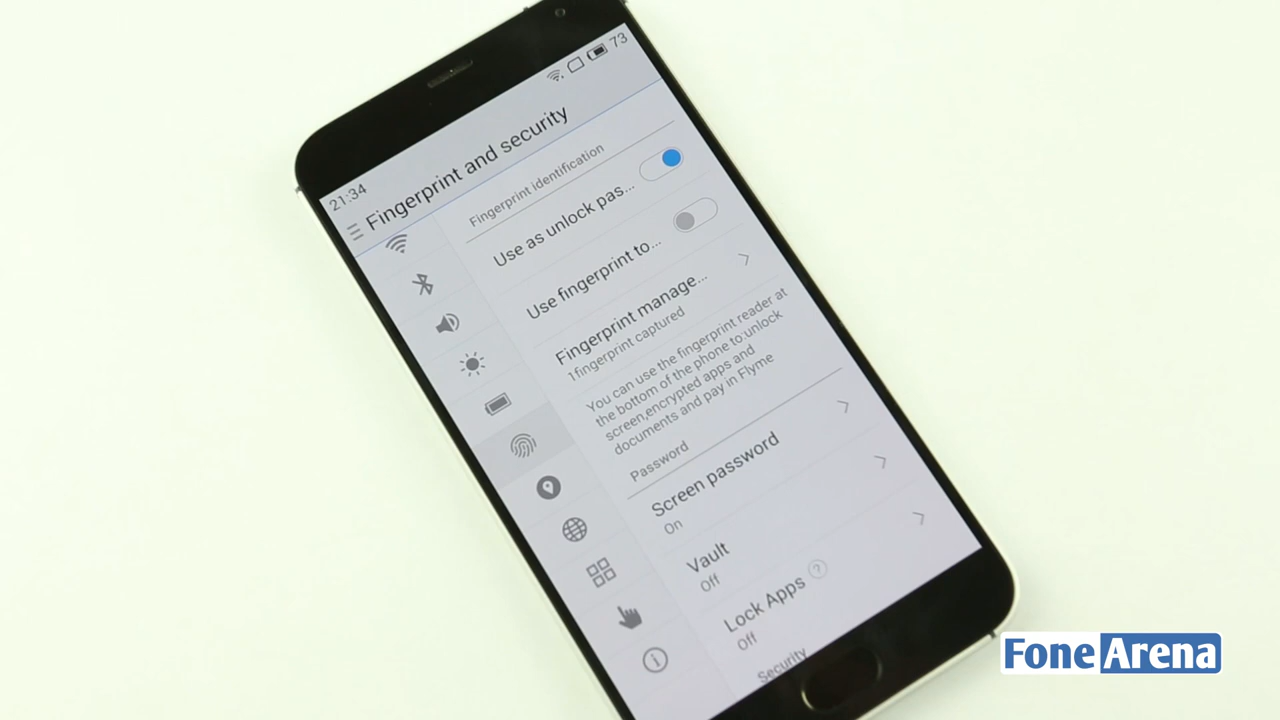 21:34
73
Fingerprint and security
Fingerprint identification
Use as unlock pas...
Use fingerprint to...
Fingerprint manage...
1 fingerprint captured
You can use the fingerprint reader at
the bottom of the phone to:unlock
screen,encrypted apps and
documents and pay in Flyme
Password
Screen password
On
Vault
Off
Lock Apps ?
Off
Security
FoneArena